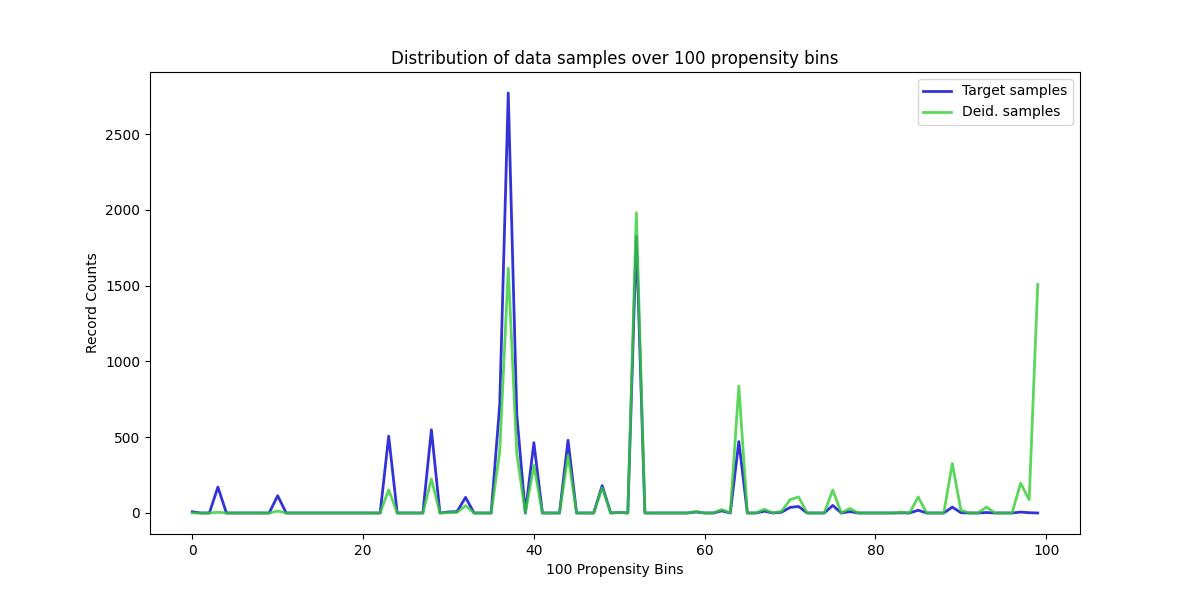 Distribution of data samples over 100 propensity bins
Target samples
Deid. samples
2500
2000
1500
1000
500
0
Record Counts
0 20 40 60 80 100
100 Propensity Bins